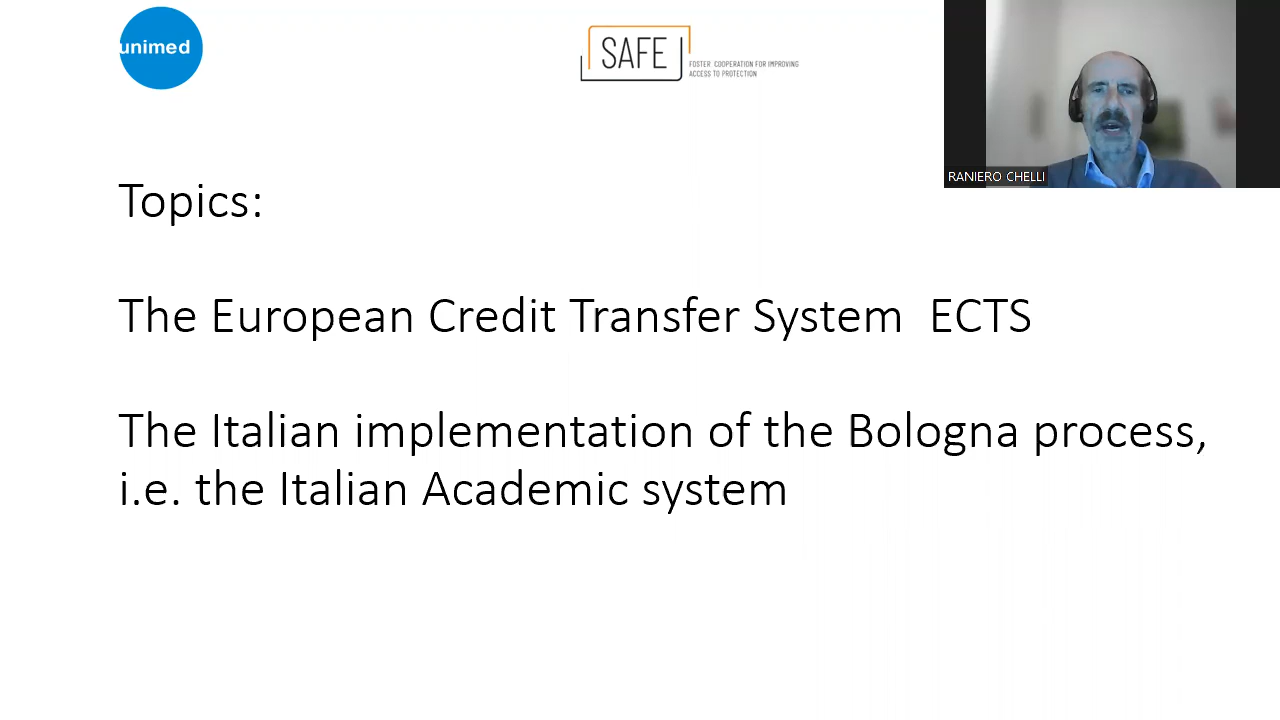 unimed
SAFE
FOSTER COOPERATION FOR IMPROVING
ACCESS TO PROTECTION
RANIERO CHELLI
Topics:
The European Credit Transfer System ECTS
The Italian implementation of the Bologna process,
i.e. the Italian Academic system